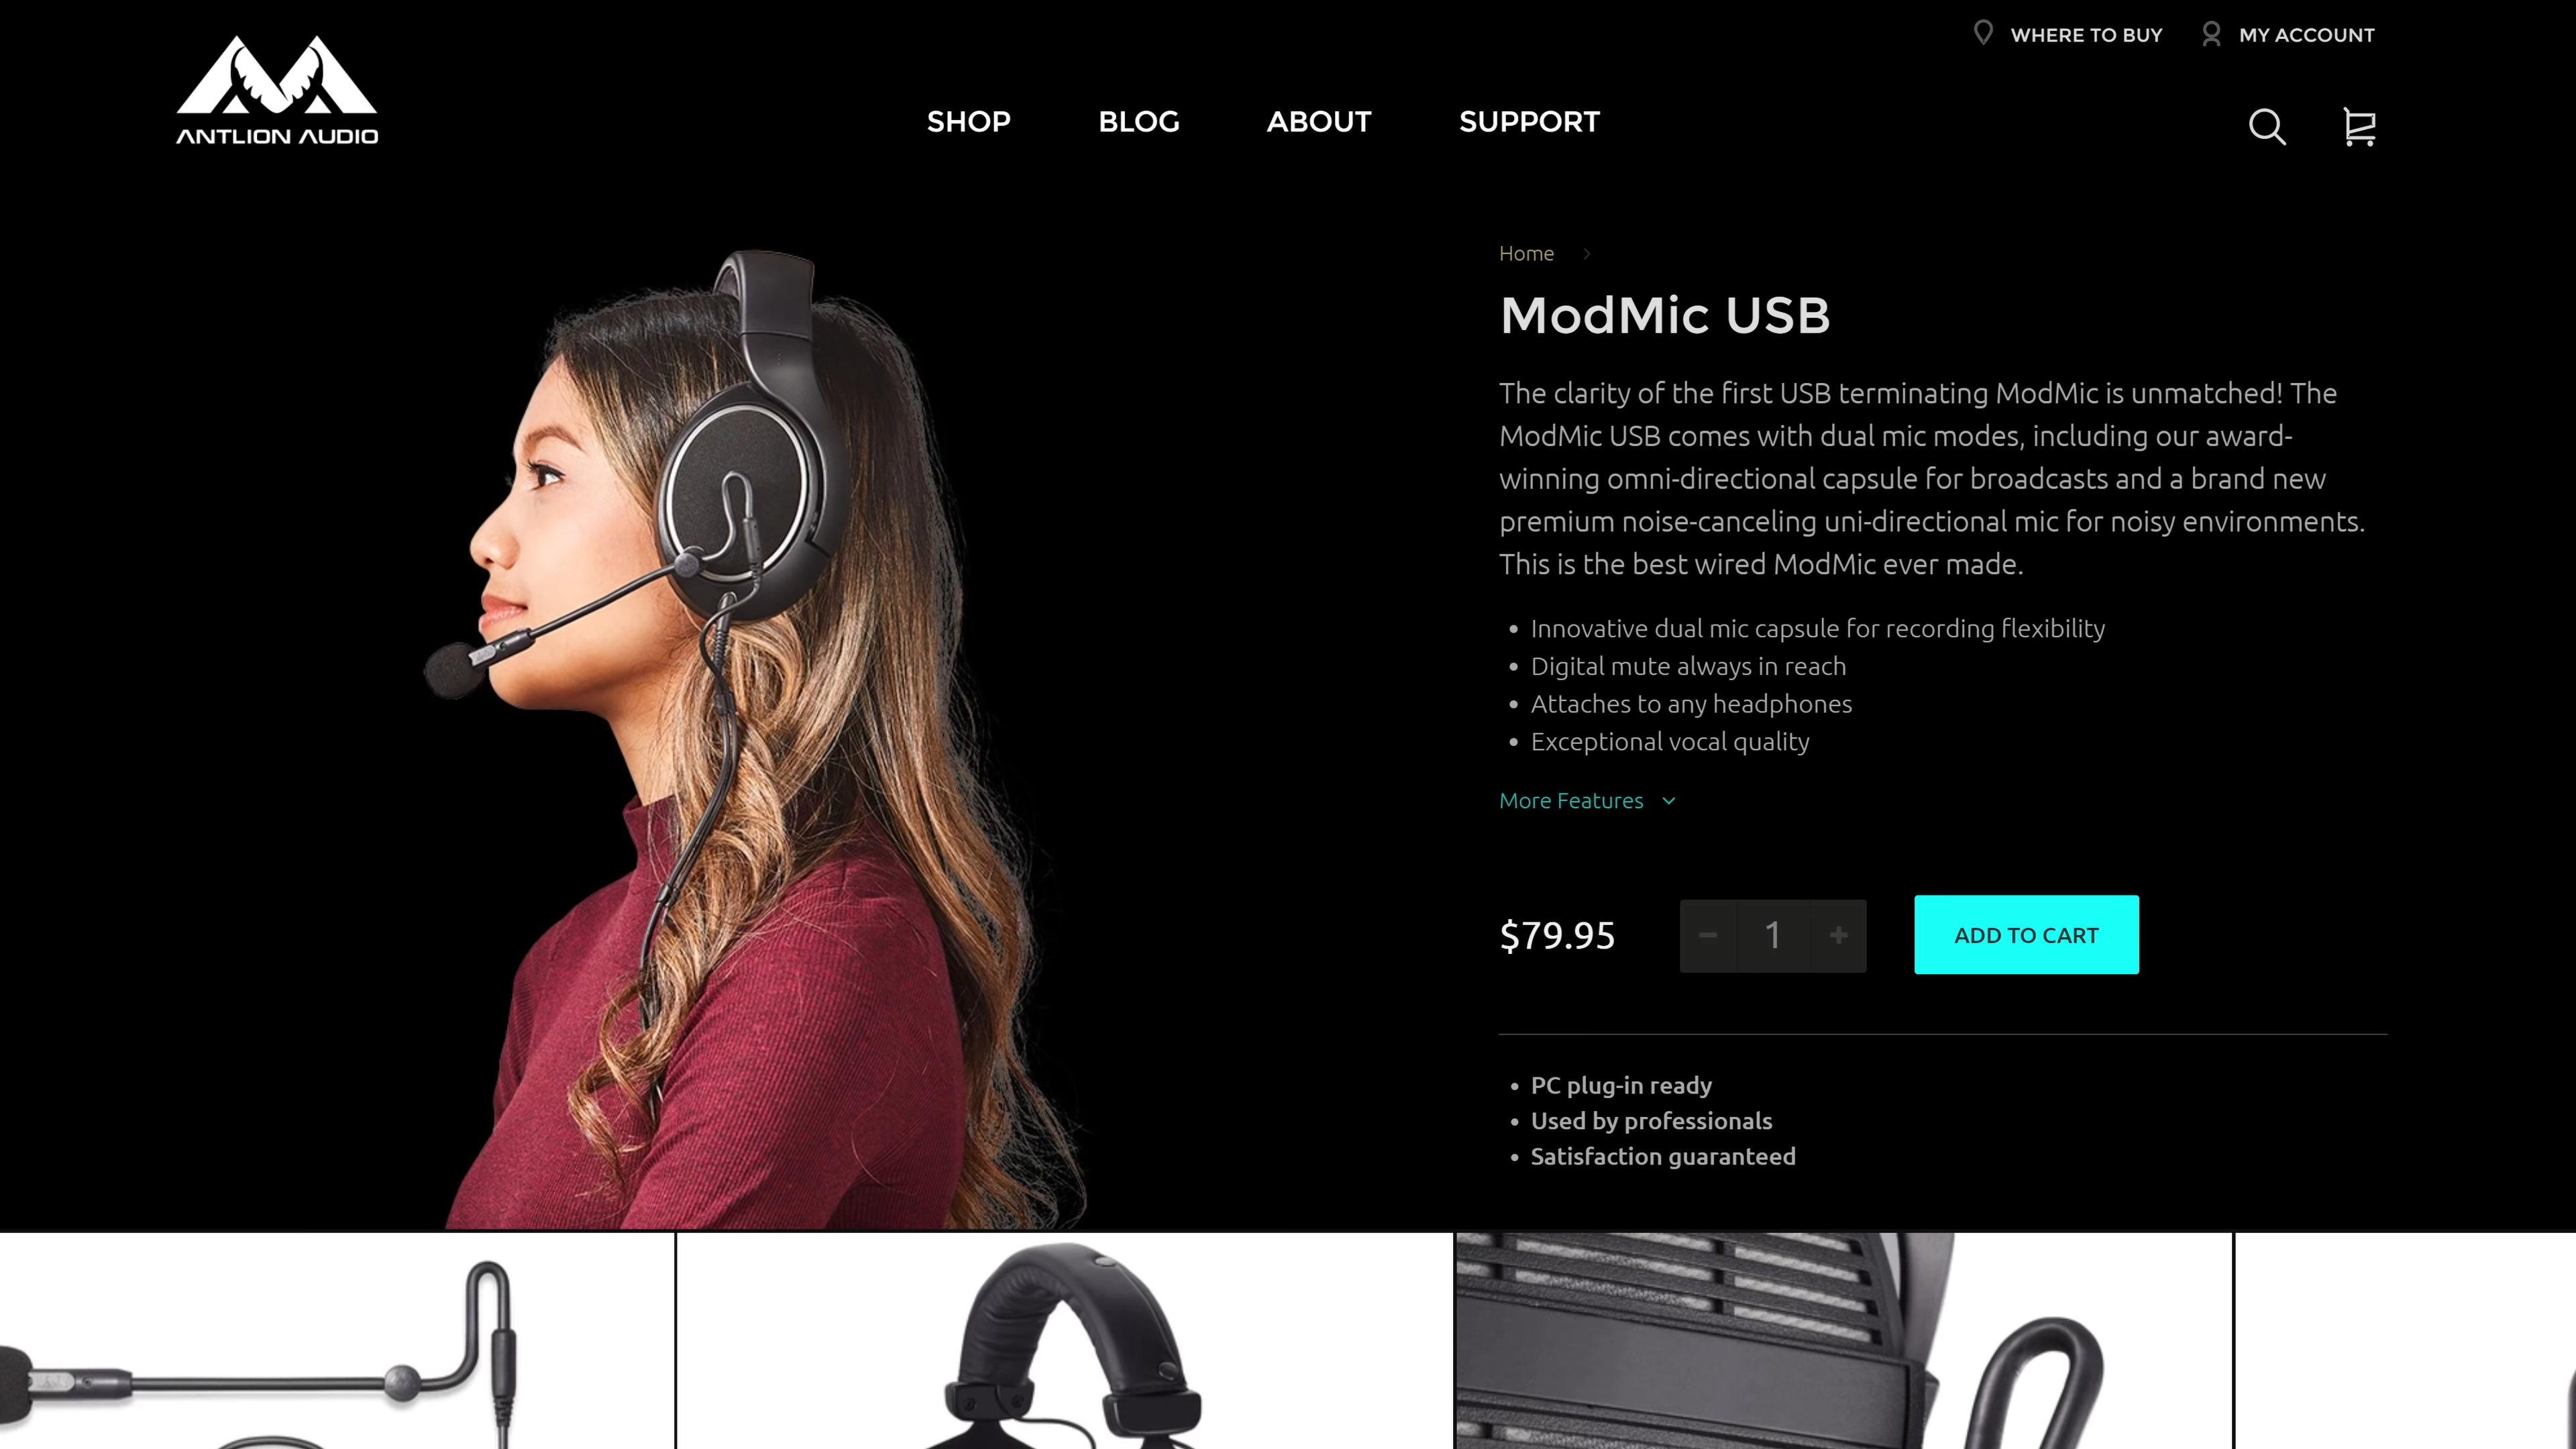 WHERE TO BUY
MY ACCOUNT
ANTLION AUDIO
SHOP
BLOG
ABOUT
SUPPORT
Home
ModMic USB
The clarity of the first USB terminating ModMic is unmatched! The
ModMic USB comes with dual mic modes, including our award-
winning omni-directional capsule for broadcasts and a brand new
premium noise-canceling uni-directional mic for noisy environments.
This is the best wired ModMic ever made.
• Innovative dual mic capsule for recording flexibility
• Digital mute always in reach
• Attaches to any headphones
• Exceptional vocal quality
More Features
$79.95
− 1 +
ADD TO CART
• PC plug-in ready
• Used by professionals
• Satisfaction guaranteed